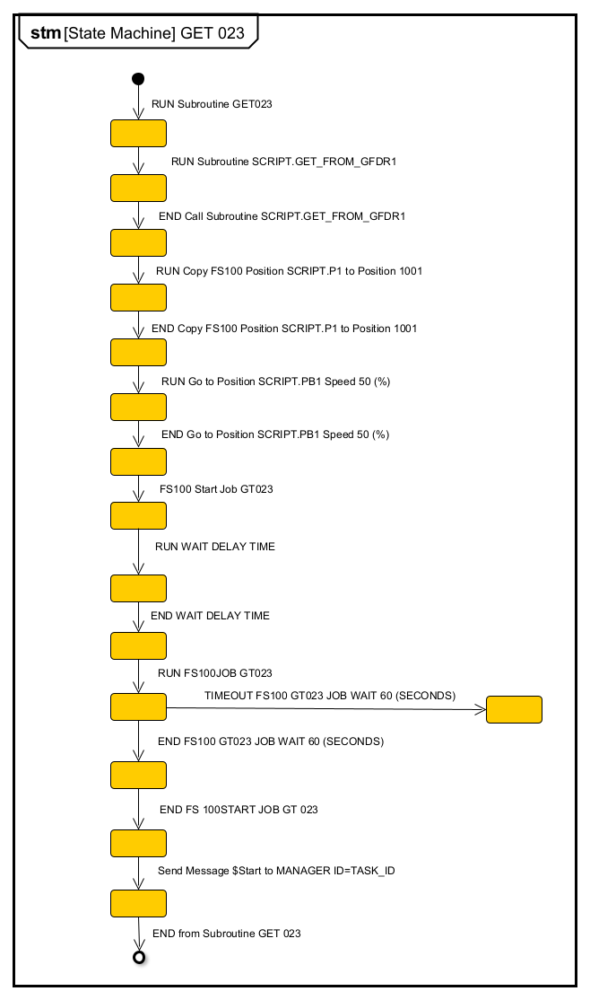 stm [State Machine] GET 023
RUN Subroutine GET023
RUN Subroutine SCRIPT.GET_FROM_GFDR1
END Call Subroutine SCRIPT.GET_FROM_GFDR1
RUN Copy FS100 Position SCRIPT.P1 to Position 1001
END Copy FS100 Position SCRIPT.P1 to Position 1001
RUN Go to Position SCRIPT.PB1 Speed 50 (%)
END Go to Position SCRIPT.PB1 Speed 50 (%)
FS100 Start Job GT023
RUN WAIT DELAY TIME
END WAIT DELAY TIME
RUN FS100JOB GT023
TIMEOUT FS100 GT023 JOB WAIT 60 (SECONDS)
END FS100 GT023 JOB WAIT 60 (SECONDS)
END FS 100START JOB GT 023
Send Message $Start to MANAGER ID=TASK_ID
END from Subroutine GET 023